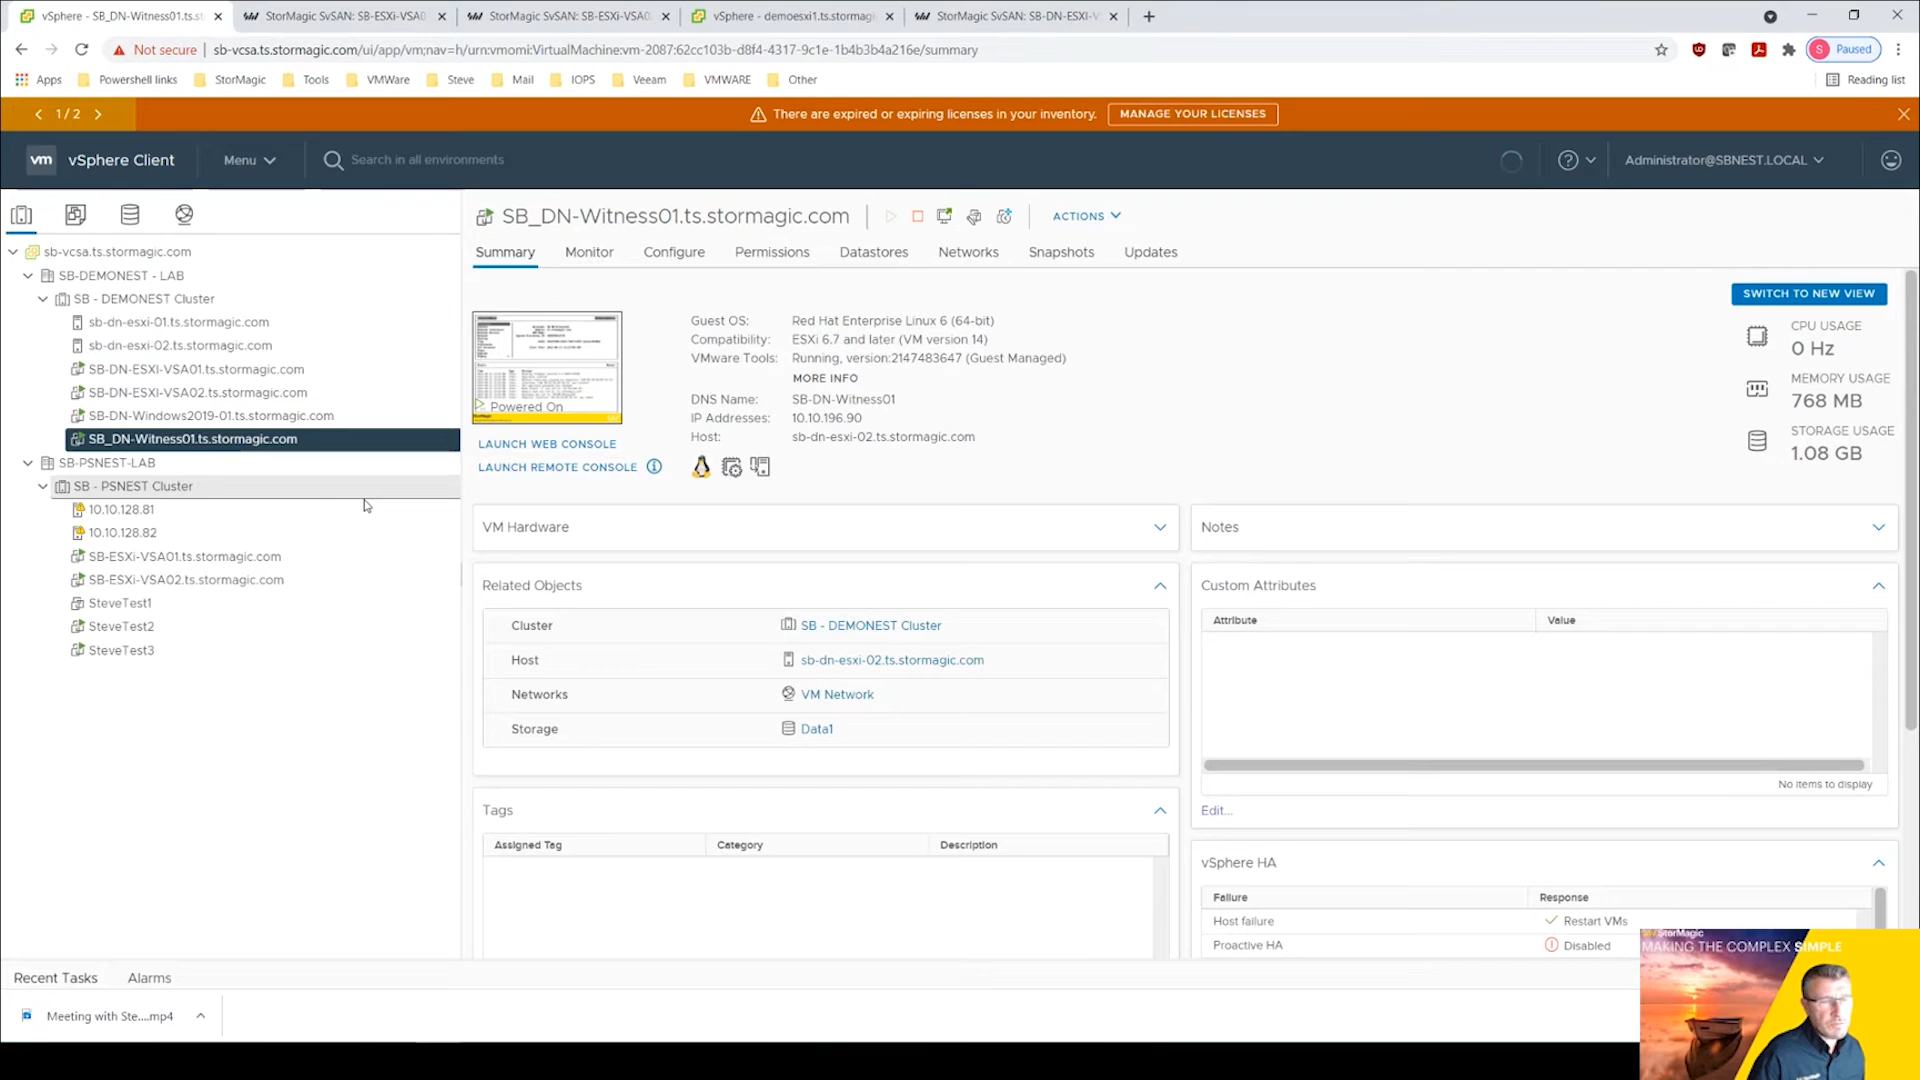 vSphere - SB_DN-Witness01.ts.st
StorMagic SvSAN: SB-ESXi-VSA0
StorMagic SvSAN: SB-ESXi-VSA02
vSphere - demoesxi1.ts.stormagi
StorMagic SvSAN: SB-DN-ESXI-V
Not secure
sb-vcsa.ts.stormagic.com/ui/app/vm;nav=h/urn:vmomi:VirtualMachine:vm-2087:62cc103b-d8f4-4317-9c1e-1b4b3b4a216e/summary
S Paused
Apps
Powershell links
StorMagic
Tools
VMWare
Steve
Mail
IOPS
Veeam
VMWARE
Other
Reading list
1 / 2
There are expired or expiring licenses in your inventory.
MANAGE YOUR LICENSES
vm vSphere Client
Menu
Search in all environments
Administrator@SBNEST.LOCAL
sb-vcsa.ts.stormagic.com
SB-DEMONEST - LAB
SB - DEMONEST Cluster
sb-dn-esxi-01.ts.stormagic.com
sb-dn-esxi-02.ts.stormagic.com
SB-DN-ESXI-VSA01.ts.stormagic.com
SB-DN-ESXI-VSA02.ts.stormagic.com
SB-DN-Windows2019-01.ts.stormagic.com
SB_DN-Witness01.ts.stormagic.com
SB-PSNEST-LAB
SB - PSNEST Cluster
10.10.128.81
10.10.128.82
SB-ESXi-VSA01.ts.stormagic.com
SB-ESXi-VSA02.ts.stormagic.com
SteveTest1
SteveTest2
SteveTest3
SB_DN-Witness01.ts.stormagic.com
ACTIONS
Summary
Monitor
Configure
Permissions
Datastores
Networks
Snapshots
Updates
SWITCH TO NEW VIEW
Powered On
LAUNCH WEB CONSOLE
LAUNCH REMOTE CONSOLE
Guest OS: Red Hat Enterprise Linux 6 (64-bit)
Compatibility: ESXi 6.7 and later (VM version 14)
VMware Tools: Running, version:2147483647 (Guest Managed)
MORE INFO
DNS Name: SB-DN-Witness01
IP Addresses: 10.10.196.90
Host: sb-dn-esxi-02.ts.stormagic.com
CPU USAGE
0 Hz
MEMORY USAGE
768 MB
STORAGE USAGE
1.08 GB
VM Hardware
Related Objects
Cluster SB - DEMONEST Cluster
Host sb-dn-esxi-02.ts.stormagic.com
Networks VM Network
Storage Data1
Tags
Assigned Tag Category Description
Notes
Custom Attributes
Attribute Value
No items to display
Edit...
vSphere HA
Failure Response
Host failure Restart VMs
Proactive HA Disabled
Recent Tasks
Alarms
Meeting with Ste....mp4
StorMagic
MAKING THE COMPLEX SIMPLE